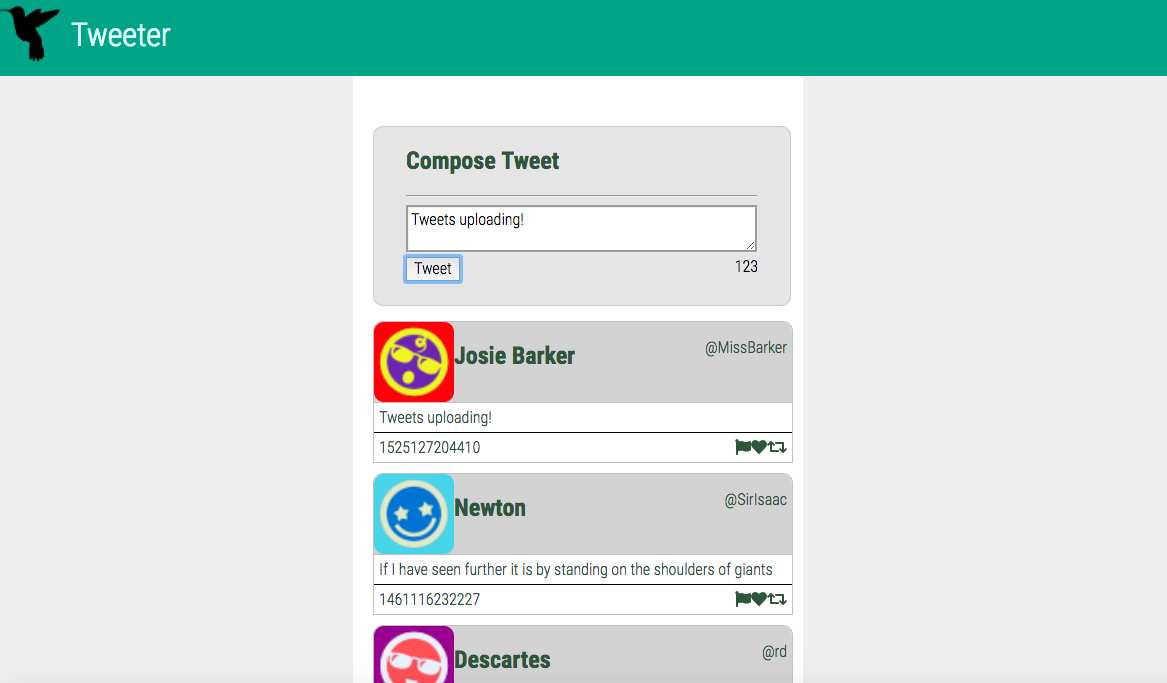 Tweeter
Compose Tweet
Tweets uploading!
Tweet
123
Josie Barker
@MissBarker
Tweets uploading!
1525127204410
Newton
@SirIsaac
If I have seen further it is by standing on the shoulders of giants
1461116232227
Descartes
@rd